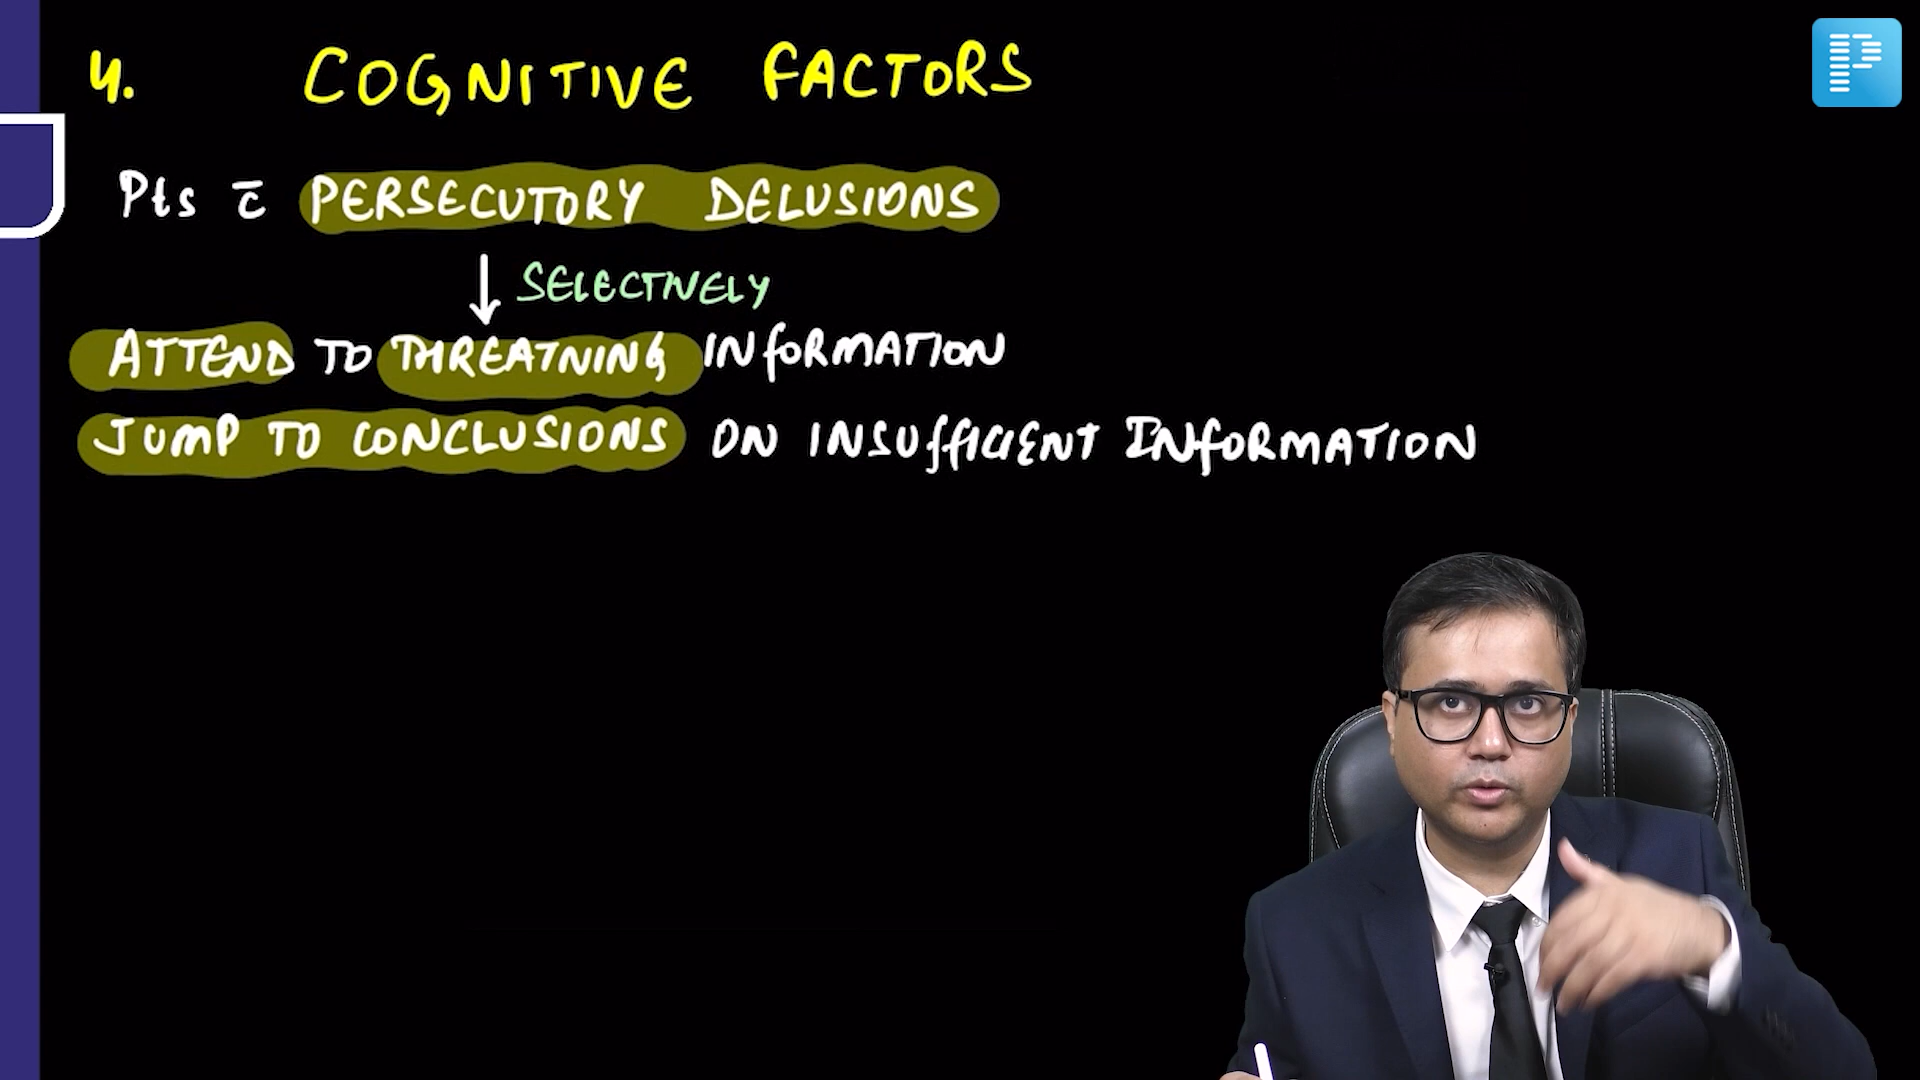 4. COGNITIVE FACTORS
Pts c̄ PERSECUTORY DELUSIONS
↓ SELECTIVELY
ATTEND TO THREATNING INFORMATION
JUMP TO CONCLUSIONS ON INSUFFICIENT INFORMATION